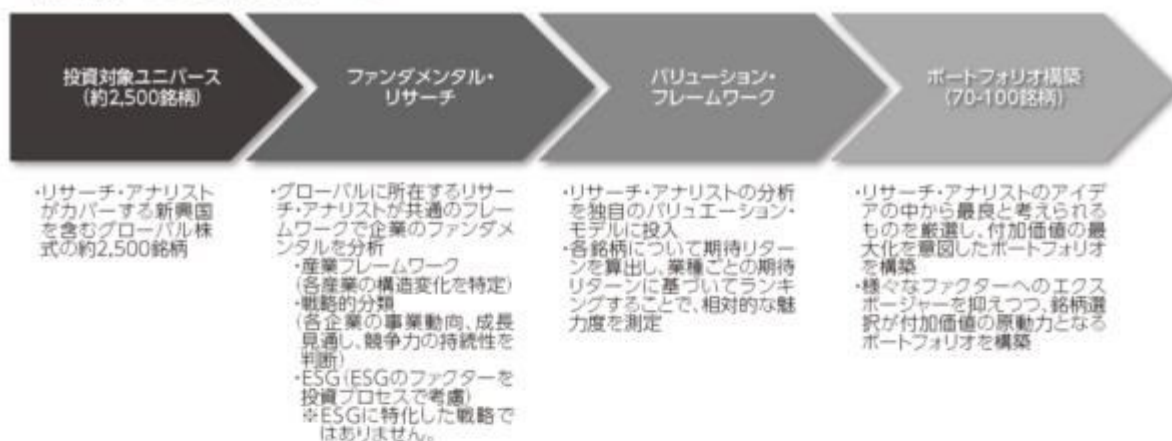 投資対象ユニバース
(約2,500銘柄)
ファンダメンタル・
リサーチ
バリューション・
フレームワーク
ポートフォリオ構築
(70-100銘柄)
・リサーチ・アナリスト
がカバーする新興国
を含むグローバル株
式の約2,500銘柄
・グローバルに所在するリサー
チ・アナリストが共通のフレー
ムワークで企業のファンダメ
ンタルを分析
・産業フレームワーク
(各産業の構造変化を特定)
・戦略的分類
(各企業の事業動向、成長
見通し、競争力の持続性を
判断)
・ESG(ESGのファクターを
投資プロセスで考慮)
※ESGに特化した戦略で
はありません。
・リサーチ・アナリストの分析
を独自のバリュエーション・
モデルに投入
・各銘柄について期待リター
ンを算出し、業種ごとの期待
リターンに基づいてランキ
ングすることで、相対的な魅
力度を測定
・リサーチ・アナリストのアイデ
アの中から最良と考えられる
ものを厳選し、付加価値の最
大化を意図したポートフォリオ
を構築
・様々なファクターへのエクス
ポージャーを抑えつつ、銘柄選
択が付加価値の原動力となる
ポートフォリオを構築